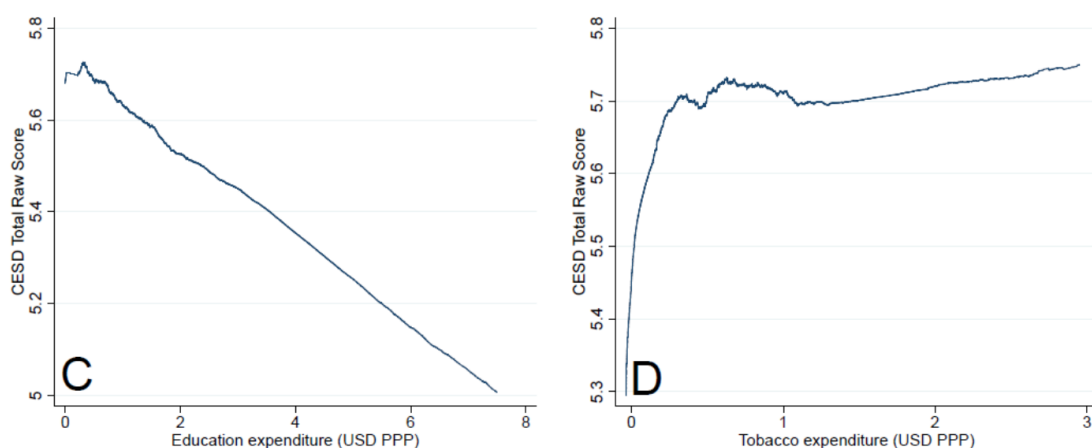 CESD Total Raw Score
5.8
5.6
5.4
5.2
5
C
0 2 4 6 8
Education expenditure (USD PPP)
CESD Total Raw Score
5.8
5.7
5.6
5.5
5.4
5.3
D
0 1 2 3
Tobacco expenditure (USD PPP)